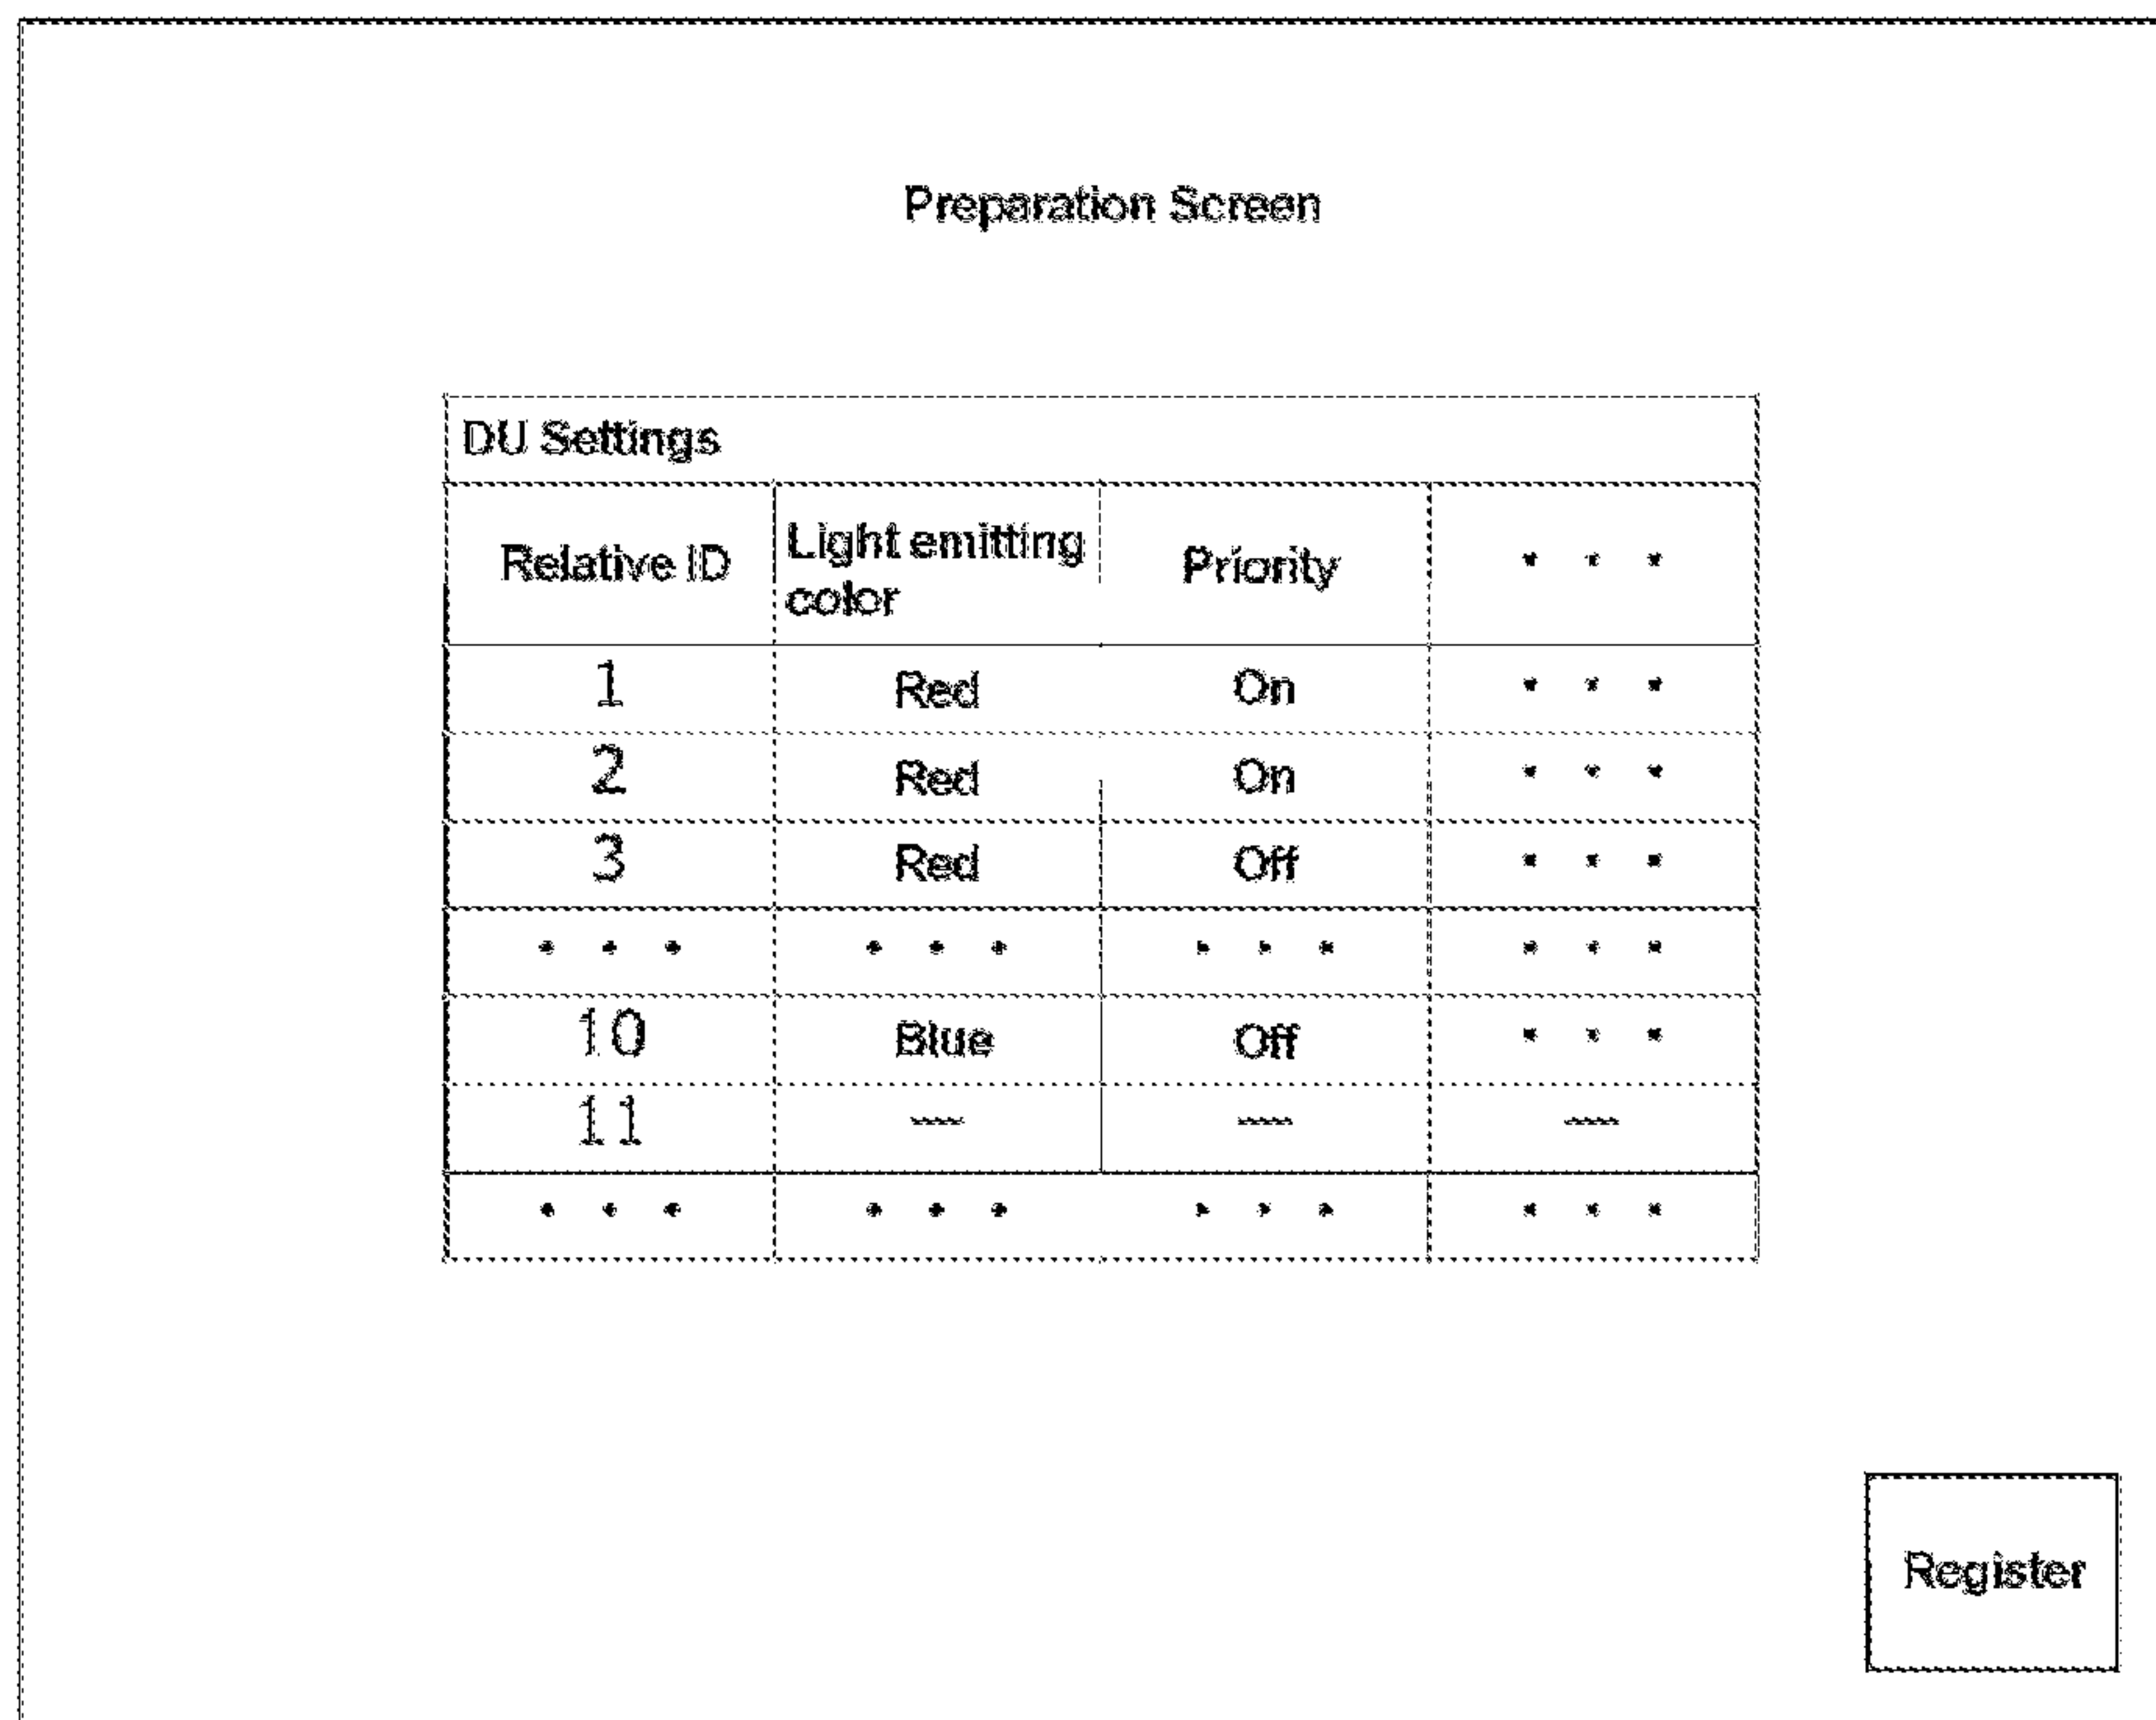 Preparation Screen
DU Settings
Relative ID Light emitting color Priority • • •
1 Red On • • •
2 Red On • • •
3 Red Off • • •
• • • • • • • • • • • •
10 Blue Off • • •
11 — — —
• • • • • • • • • • • •
Register